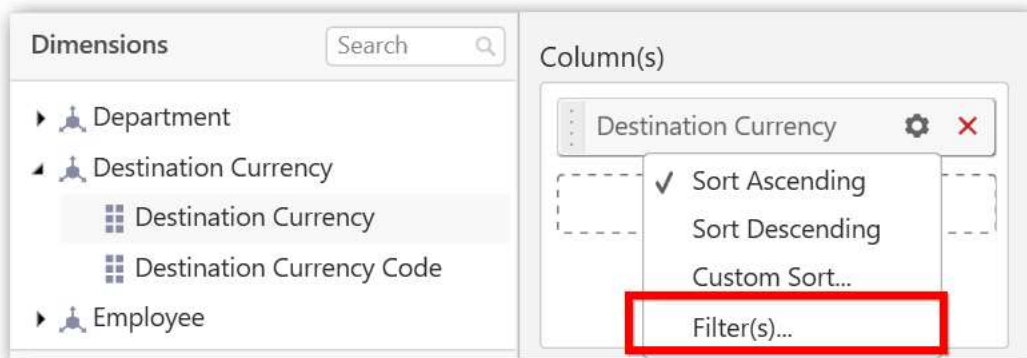 Dimensions
Search
Department
Destination Currency
Destination Currency
Destination Currency Code
Employee
Column(s)
Destination Currency
Sort Ascending
Sort Descending
Custom Sort...
Filter(s)...